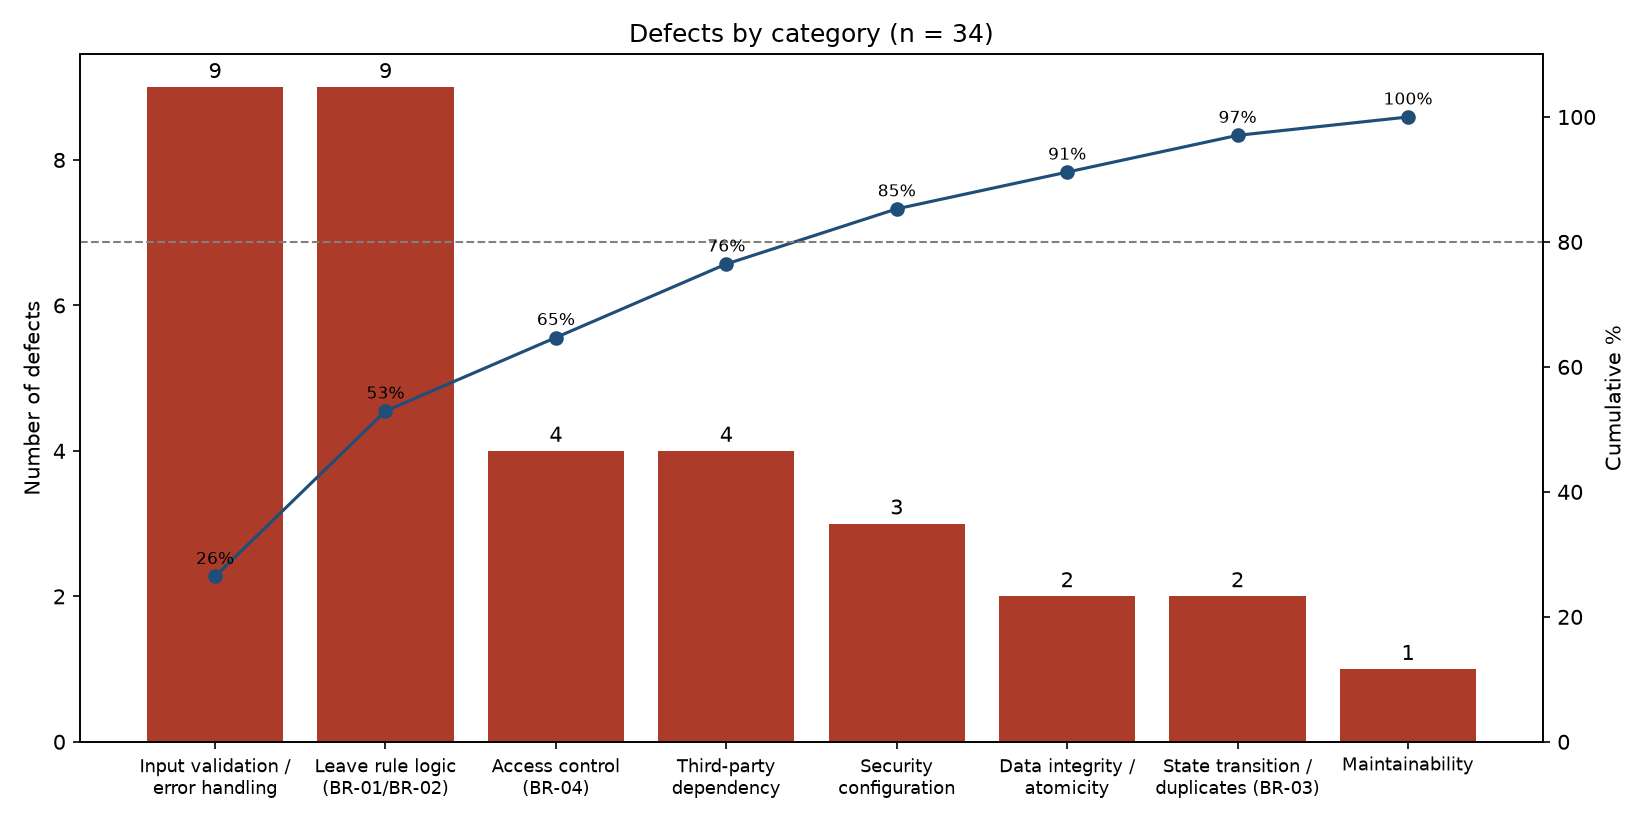 Defects by category (n = 34)
Number of defects
0
2
4
6
8
9
9
4
4
3
2
2
1
26%
53%
65%
76%
85%
91%
97%
100%
Cumulative %
0
20
40
60
80
100
Input validation /
error handling
Leave rule logic
(BR-01/BR-02)
Access control
(BR-04)
Third-party
dependency
Security
configuration
Data integrity /
atomicity
State transition /
duplicates (BR-03)
Maintainability